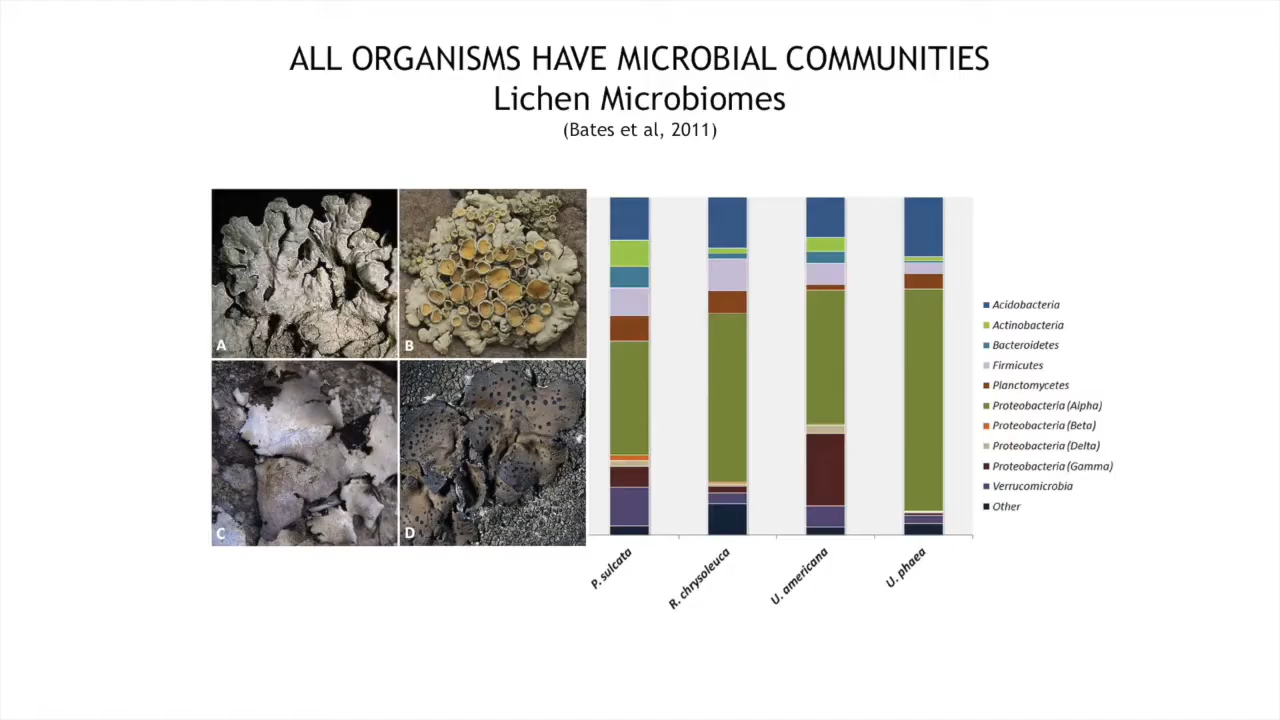 ALL ORGANISMS HAVE MICROBIAL COMMUNITIES
Lichen Microbiomes
(Bates et al, 2011)
A
B
C
D
P. sulcata
R. chrysoleuca
U. americana
U. phaea
Acidobacteria
Actinobacteria
Bacteroidetes
Firmicutes
Planctomycetes
Proteobacteria (Alpha)
Proteobacteria (Beta)
Proteobacteria (Delta)
Proteobacteria (Gamma)
Verrucomicrobia
Other